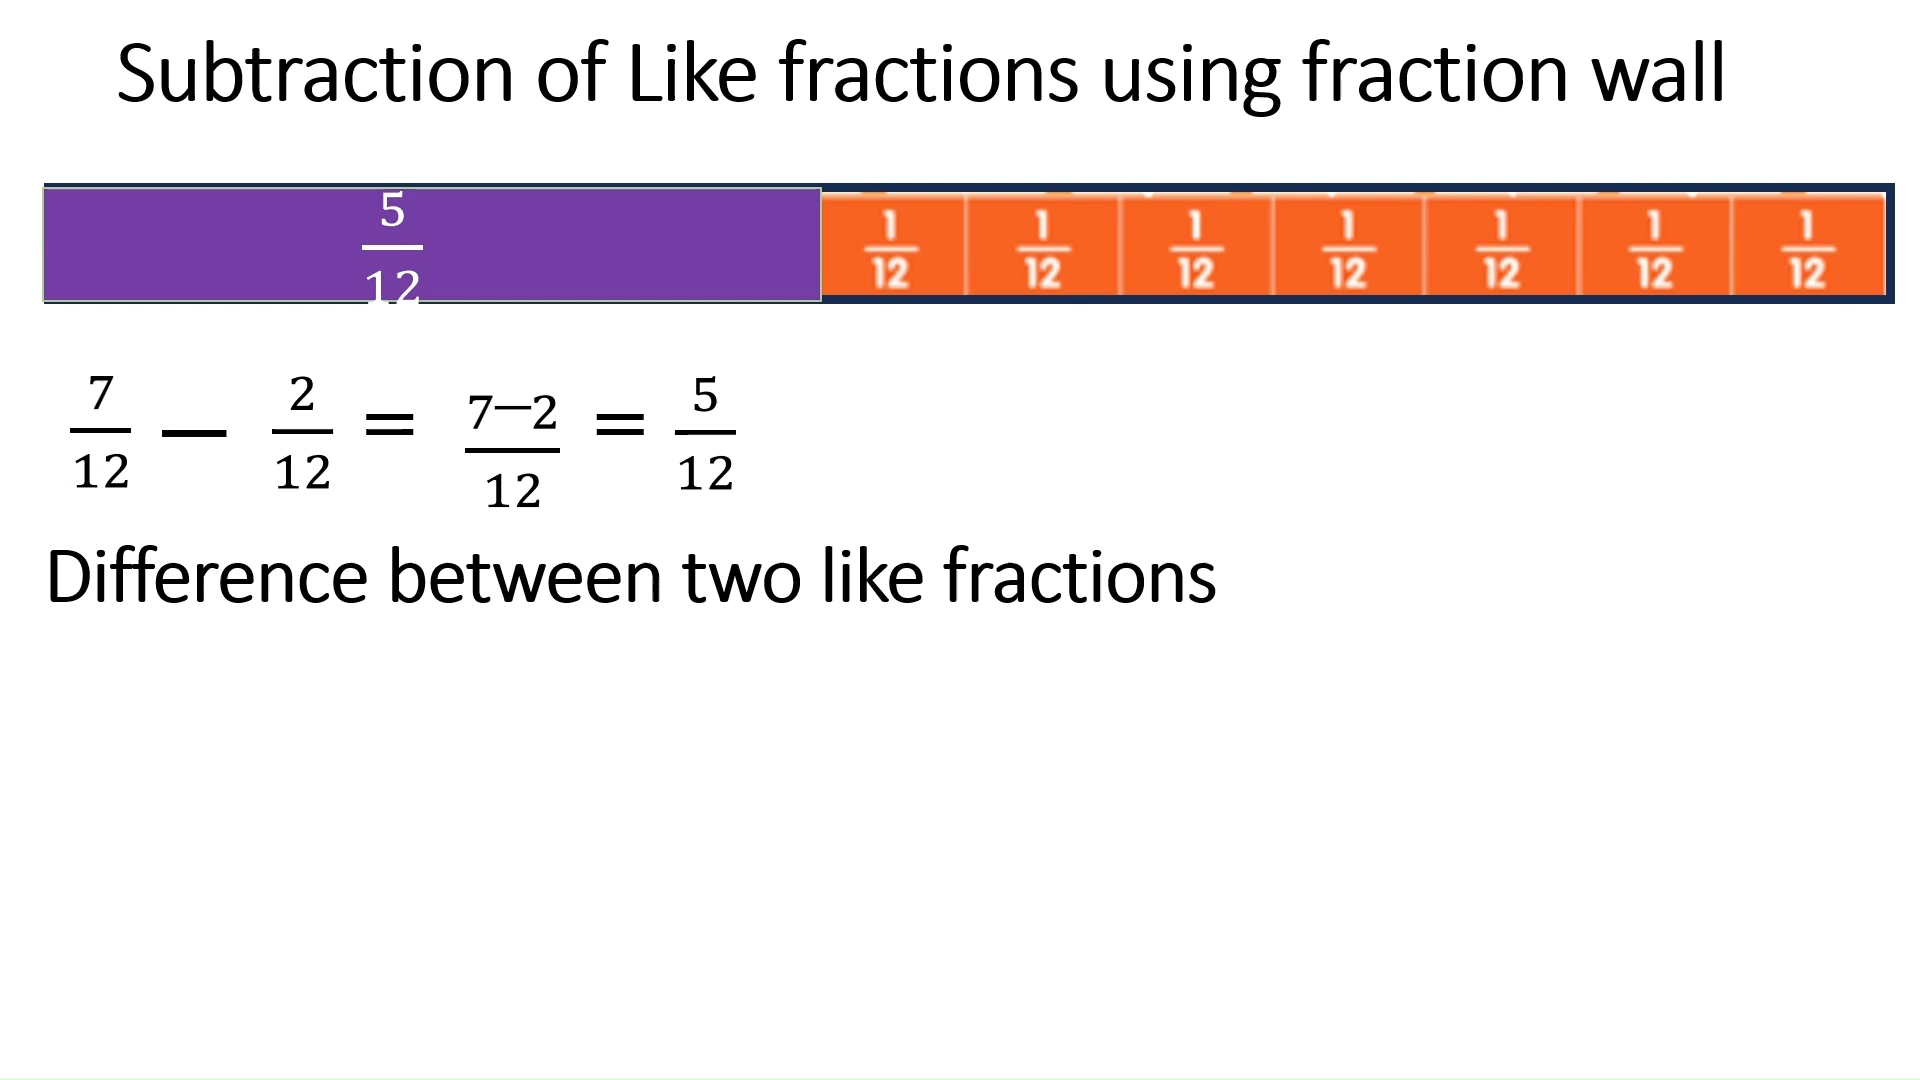 Subtraction of Like fractions using fraction wall
5/12 1/12 1/12 1/12 1/12 1/12 1/12 1/12
7/12 — 2/12 = 7—2/12 = 5/12
Difference between two like fractions